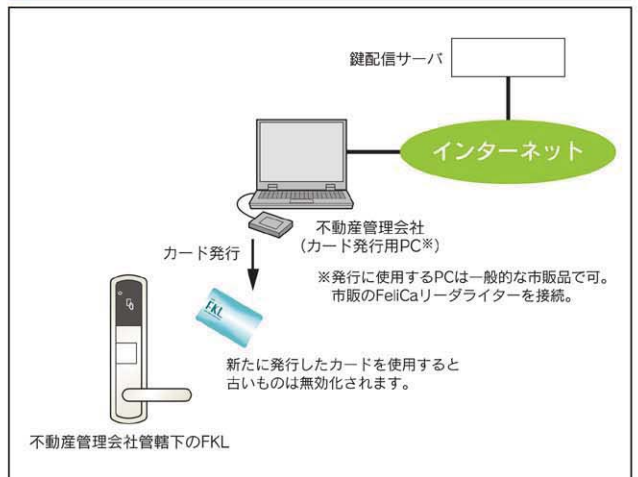 鍵配信サーバ
インターネット
不動産管理会社
（カード発行用PC※）
カード発行
※発行に使用するPCは一般的な市販品で可。
市販のFeliCaリーダライターを接続。
FKL
新たに発行したカードを使用すると
古いものは無効化されます。
不動産管理会社管轄下のFKL